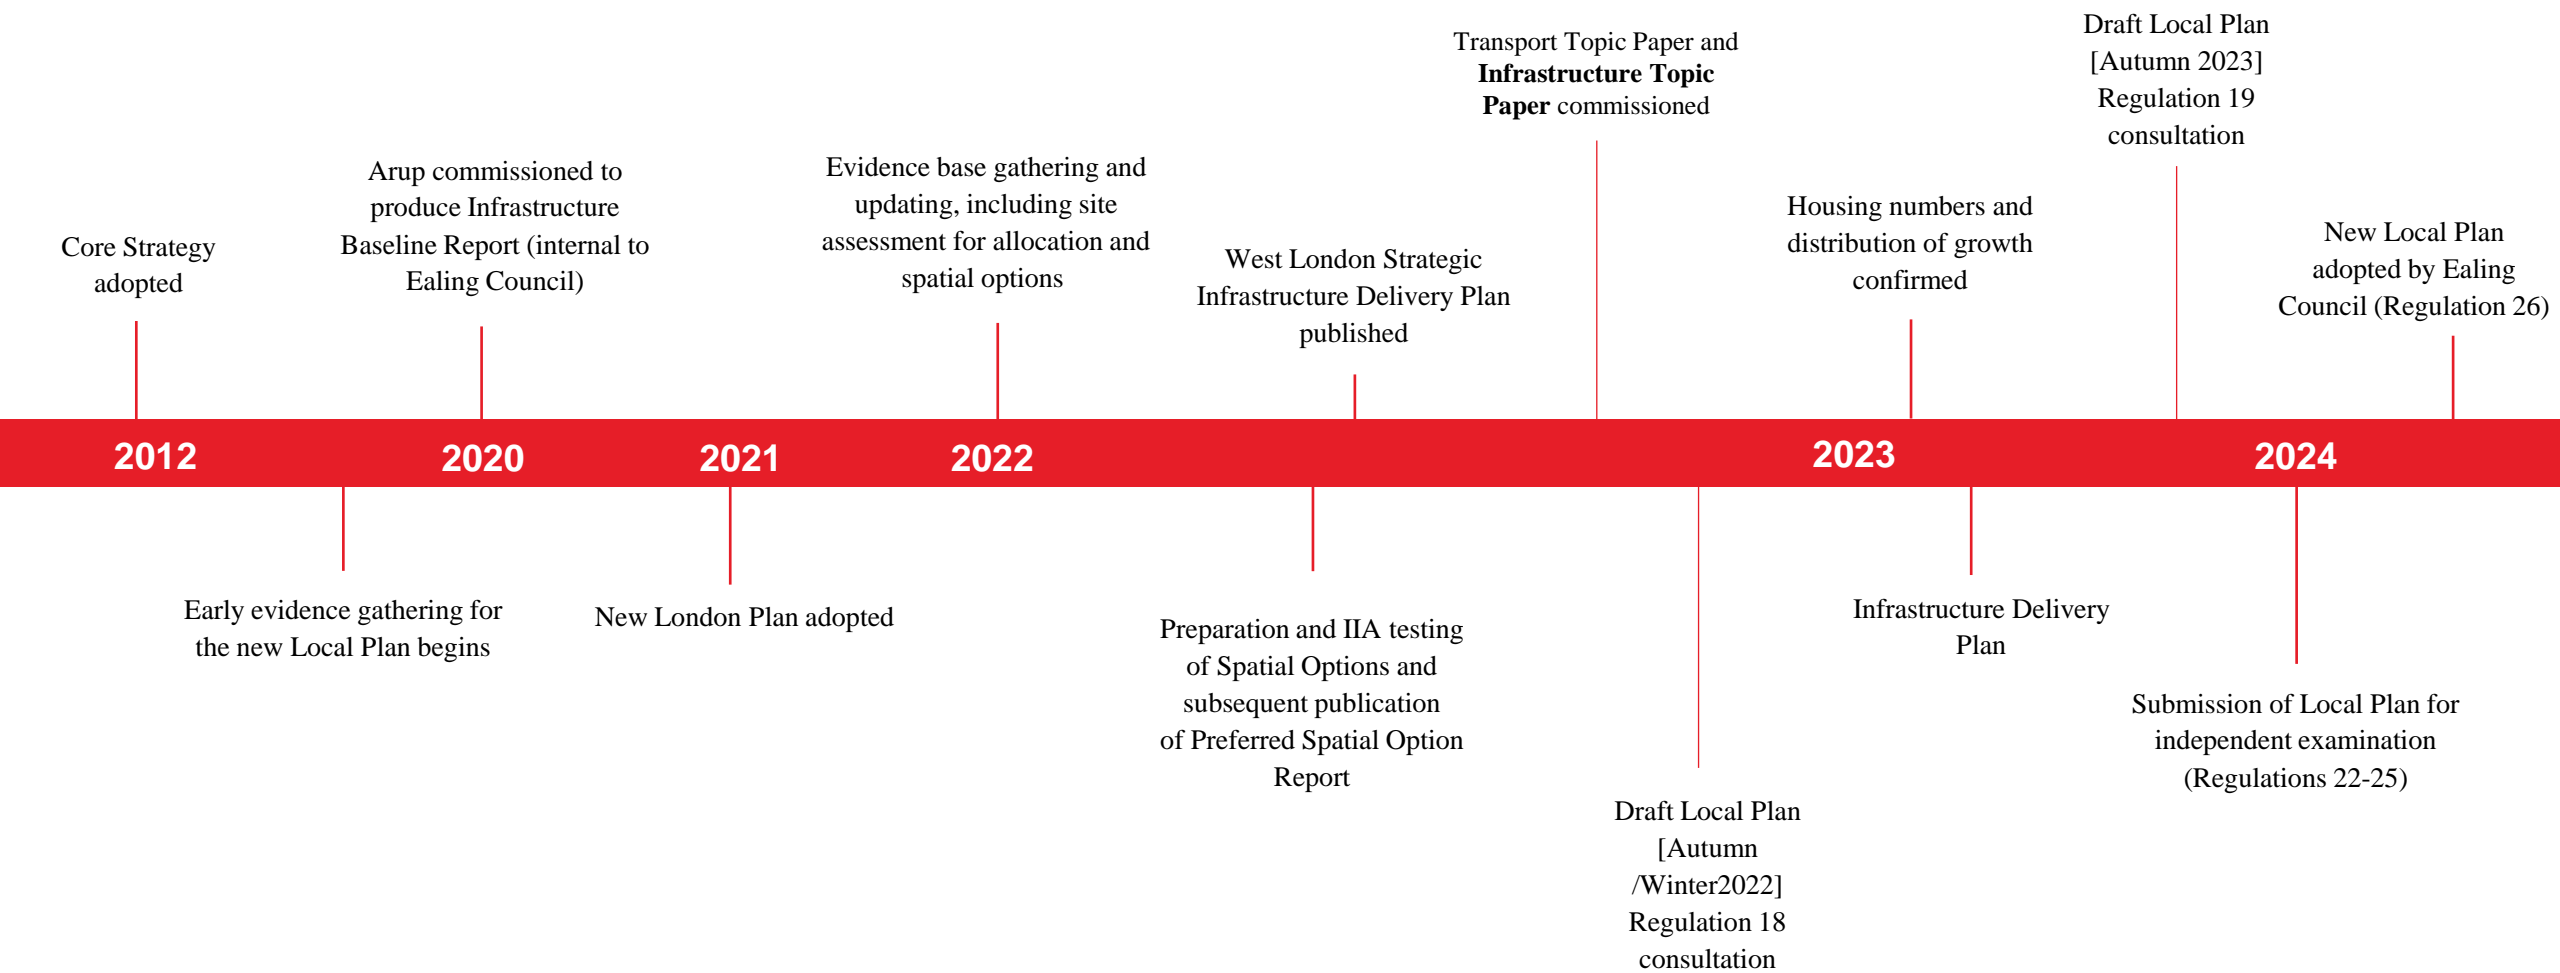 Core Strategy
adopted
Arup commissioned to
produce Infrastructure
Baseline Report (internal to
Ealing Council)
Evidence base gathering and
updating, including site
assessment for allocation and
spatial options
West London Strategic
Infrastructure Delivery Plan
published
Transport Topic Paper and
Infrastructure Topic
Paper commissioned
Housing numbers and
distribution of growth
confirmed
Draft Local Plan
[Autumn 2023]
Regulation 19
consultation
New Local Plan
adopted by Ealing
Council (Regulation 26)
2012
2020
2021
2022
2023
2024
Early evidence gathering for
the new Local Plan begins
New London Plan adopted
Preparation and IIA testing
of Spatial Options and
subsequent publication
of Preferred Spatial Option
Report
Draft Local Plan
[Autumn
/Winter2022]
Regulation 18
consultation
Infrastructure Delivery
Plan
Submission of Local Plan for
independent examination
(Regulations 22-25)